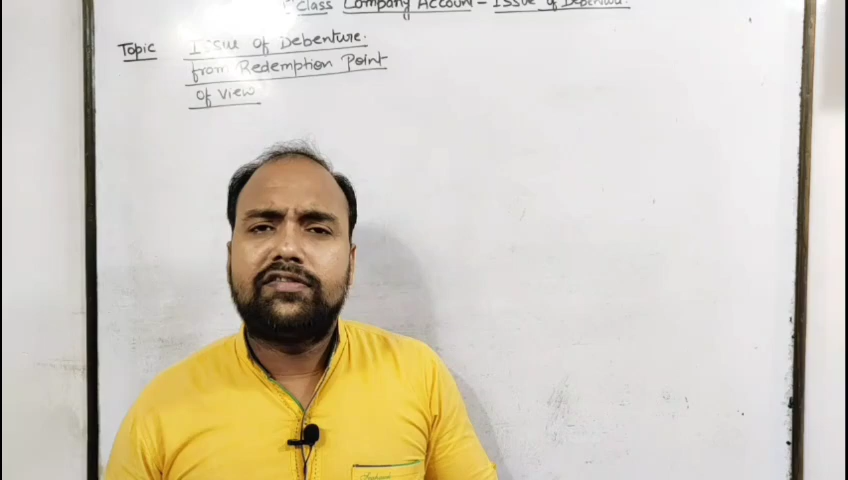 Class Company Account - Issue of Debenture.
Topic Issue of Debenture.
from Redemption Point
of View